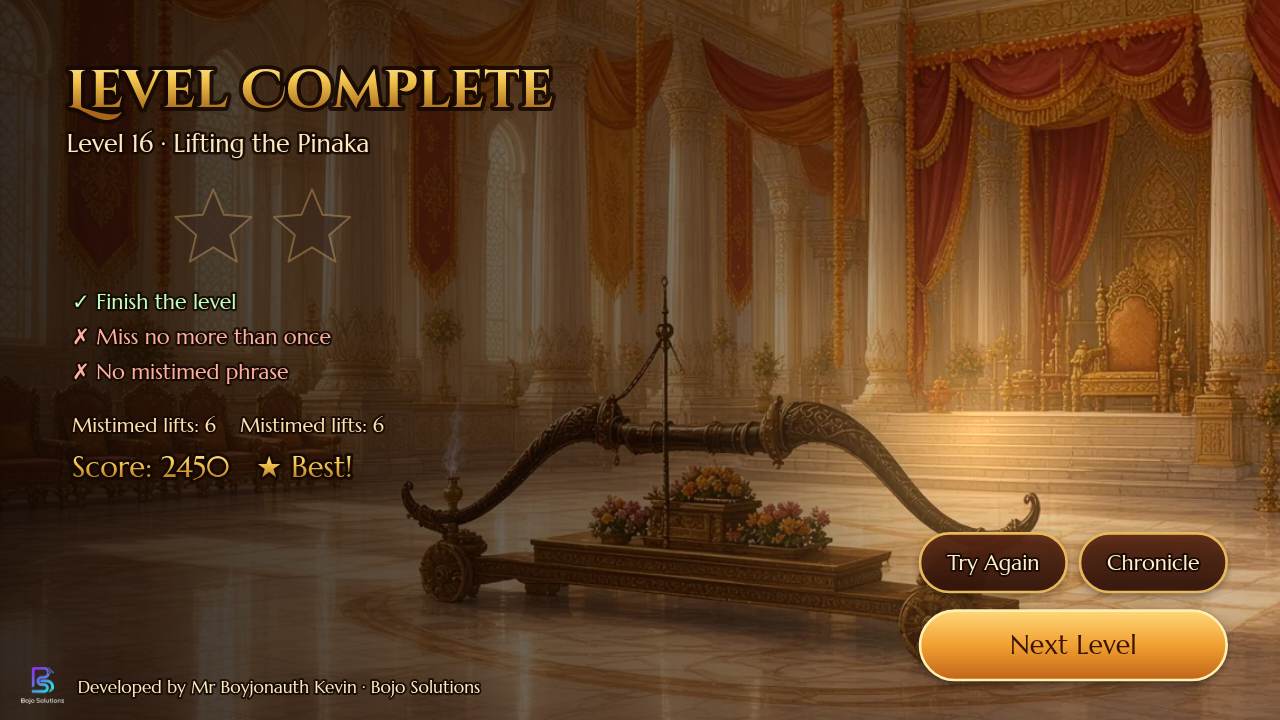 LEVEL COMPLETE
Level 16 · Lifting the Pinaka
✓ Finish the level
✗ Miss no more than once
✗ No mistimed phrase
Mistimed lifts: 6 Mistimed lifts: 6
Score: 2450 ★ Best!
Try Again Chronicle
Next Level
Bojo Solutions
Developed by Mr Boyjonauth Kevin · Bojo Solutions